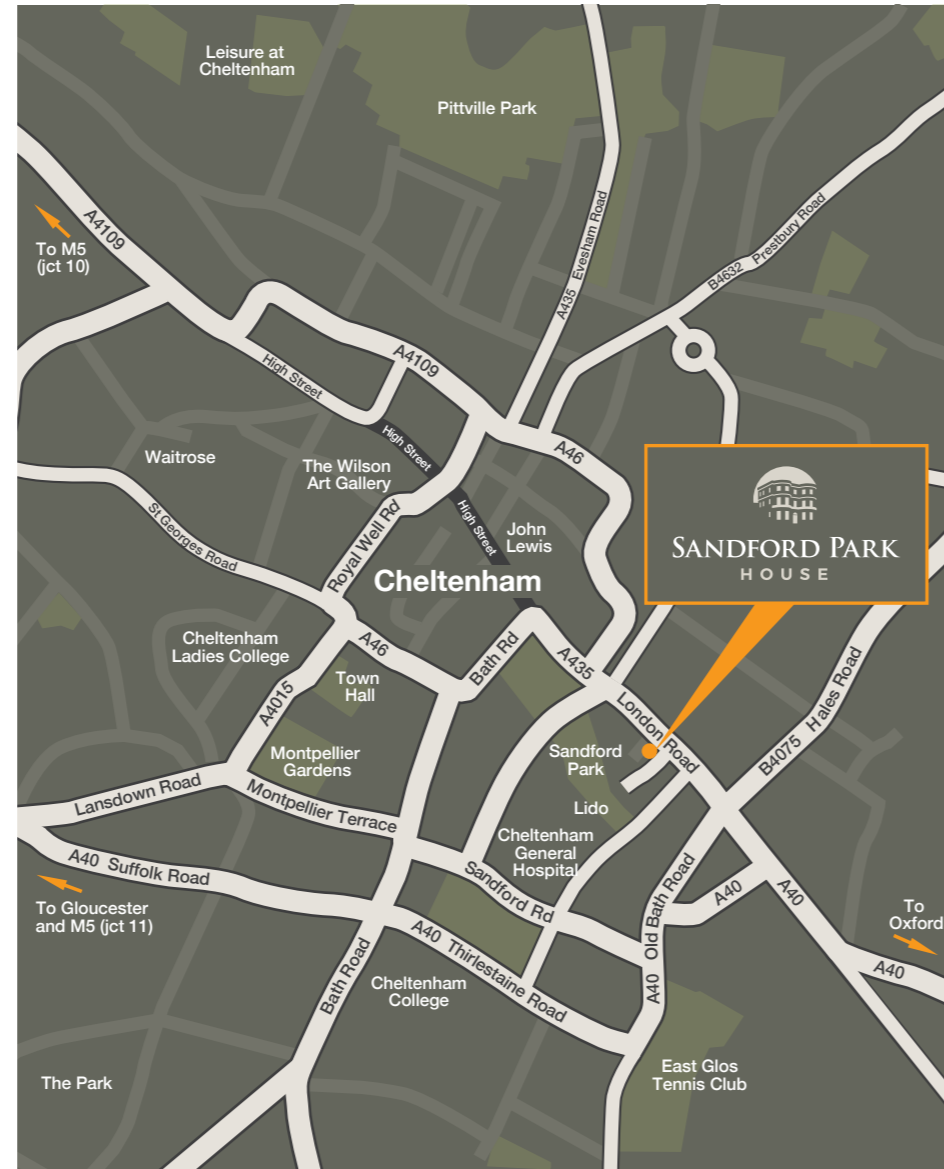 Leisure at
Cheltenham
Pittville Park
A4109
To M5
(jct 10)
A435 Evesham Road
B4632 Prestbury Road
High Street
A4109
High Street
A46
Waitrose
The Wilson
Art Gallery
High Street
John
Lewis
SANDFORD PARK
HOUSE
St Georges Road
Royal Well Rd
Cheltenham
Cheltenham
Ladies College
A46
Bath Rd
A435
Town
Hall
A4015
London Road
B4075 Hales Road
Montpellier
Gardens
Sandford
Park
Lansdown Road
Montpellier Terrace
Lido
Cheltenham
General
Hospital
A40 Suffolk Road
Sandford Rd
A40 Old Bath Road
A40
A40
To Gloucester
and M5 (jct 11)
To
Oxford
A40 Thirlestaine Road
Bath Road
Cheltenham
College
A40
East Glos
Tennis Club
The Park